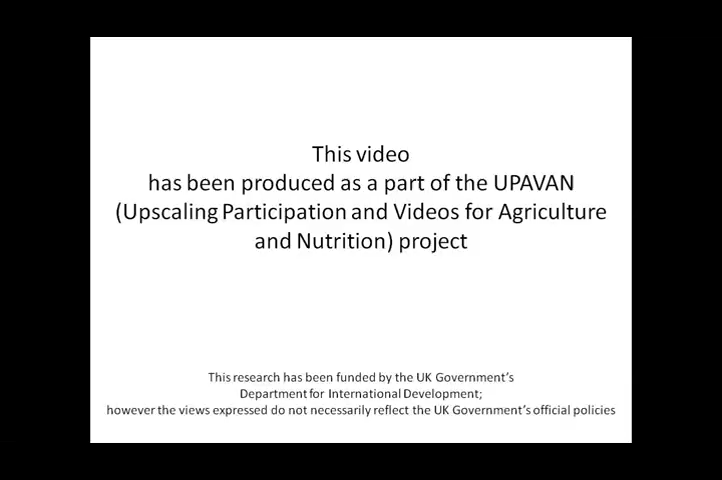 This video
has been produced as a part of the UPAVAN
(Upscaling Participation and Videos for Agriculture
and Nutrition) project
This research has been funded by the UK Government's
Department for International Development;
however the views expressed do not necessarily reflect the UK Government's official policies